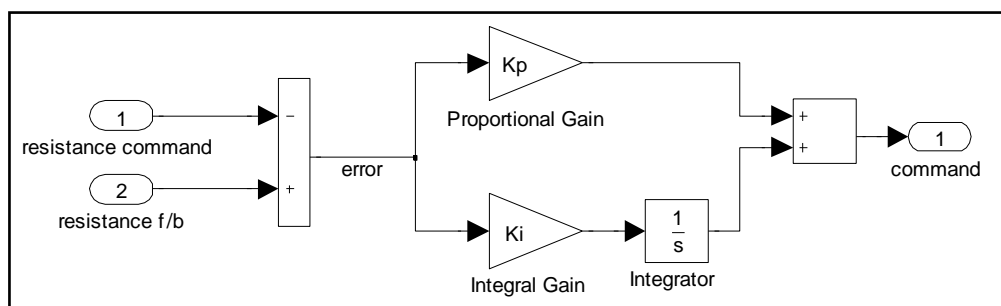 Kp
Proportional Gain
1
resistance command
-
+
error
2
resistance f/b
Ki
Integral Gain
1
s
Integrator
+
+
1
command